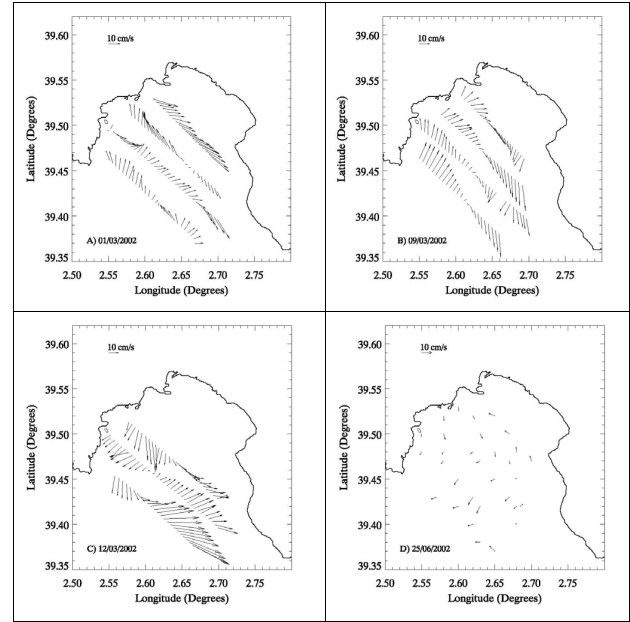 39.60
10 cm/s
39.55
39.50
39.45
39.40
39.35
Latitude (Degrees)
A) 01/03/2002
2.50 2.55 2.60 2.65 2.70 2.75
Longitude (Degrees)
39.60
10 cm/s
39.55
39.50
39.45
39.40
39.35
Latitude (Degrees)
B) 09/03/2002
2.50 2.55 2.60 2.65 2.70 2.75
Longitude (Degrees)
39.60
10 cm/s
39.55
39.50
39.45
39.40
39.35
Latitude (Degrees)
C) 12/03/2002
2.50 2.55 2.60 2.65 2.70 2.75
Longitude (Degrees)
39.60
10 cm/s
39.55
39.50
39.45
39.40
39.35
Latitude (Degrees)
D) 25/06/2002
2.50 2.55 2.60 2.65 2.70 2.75
Longitude (Degrees)